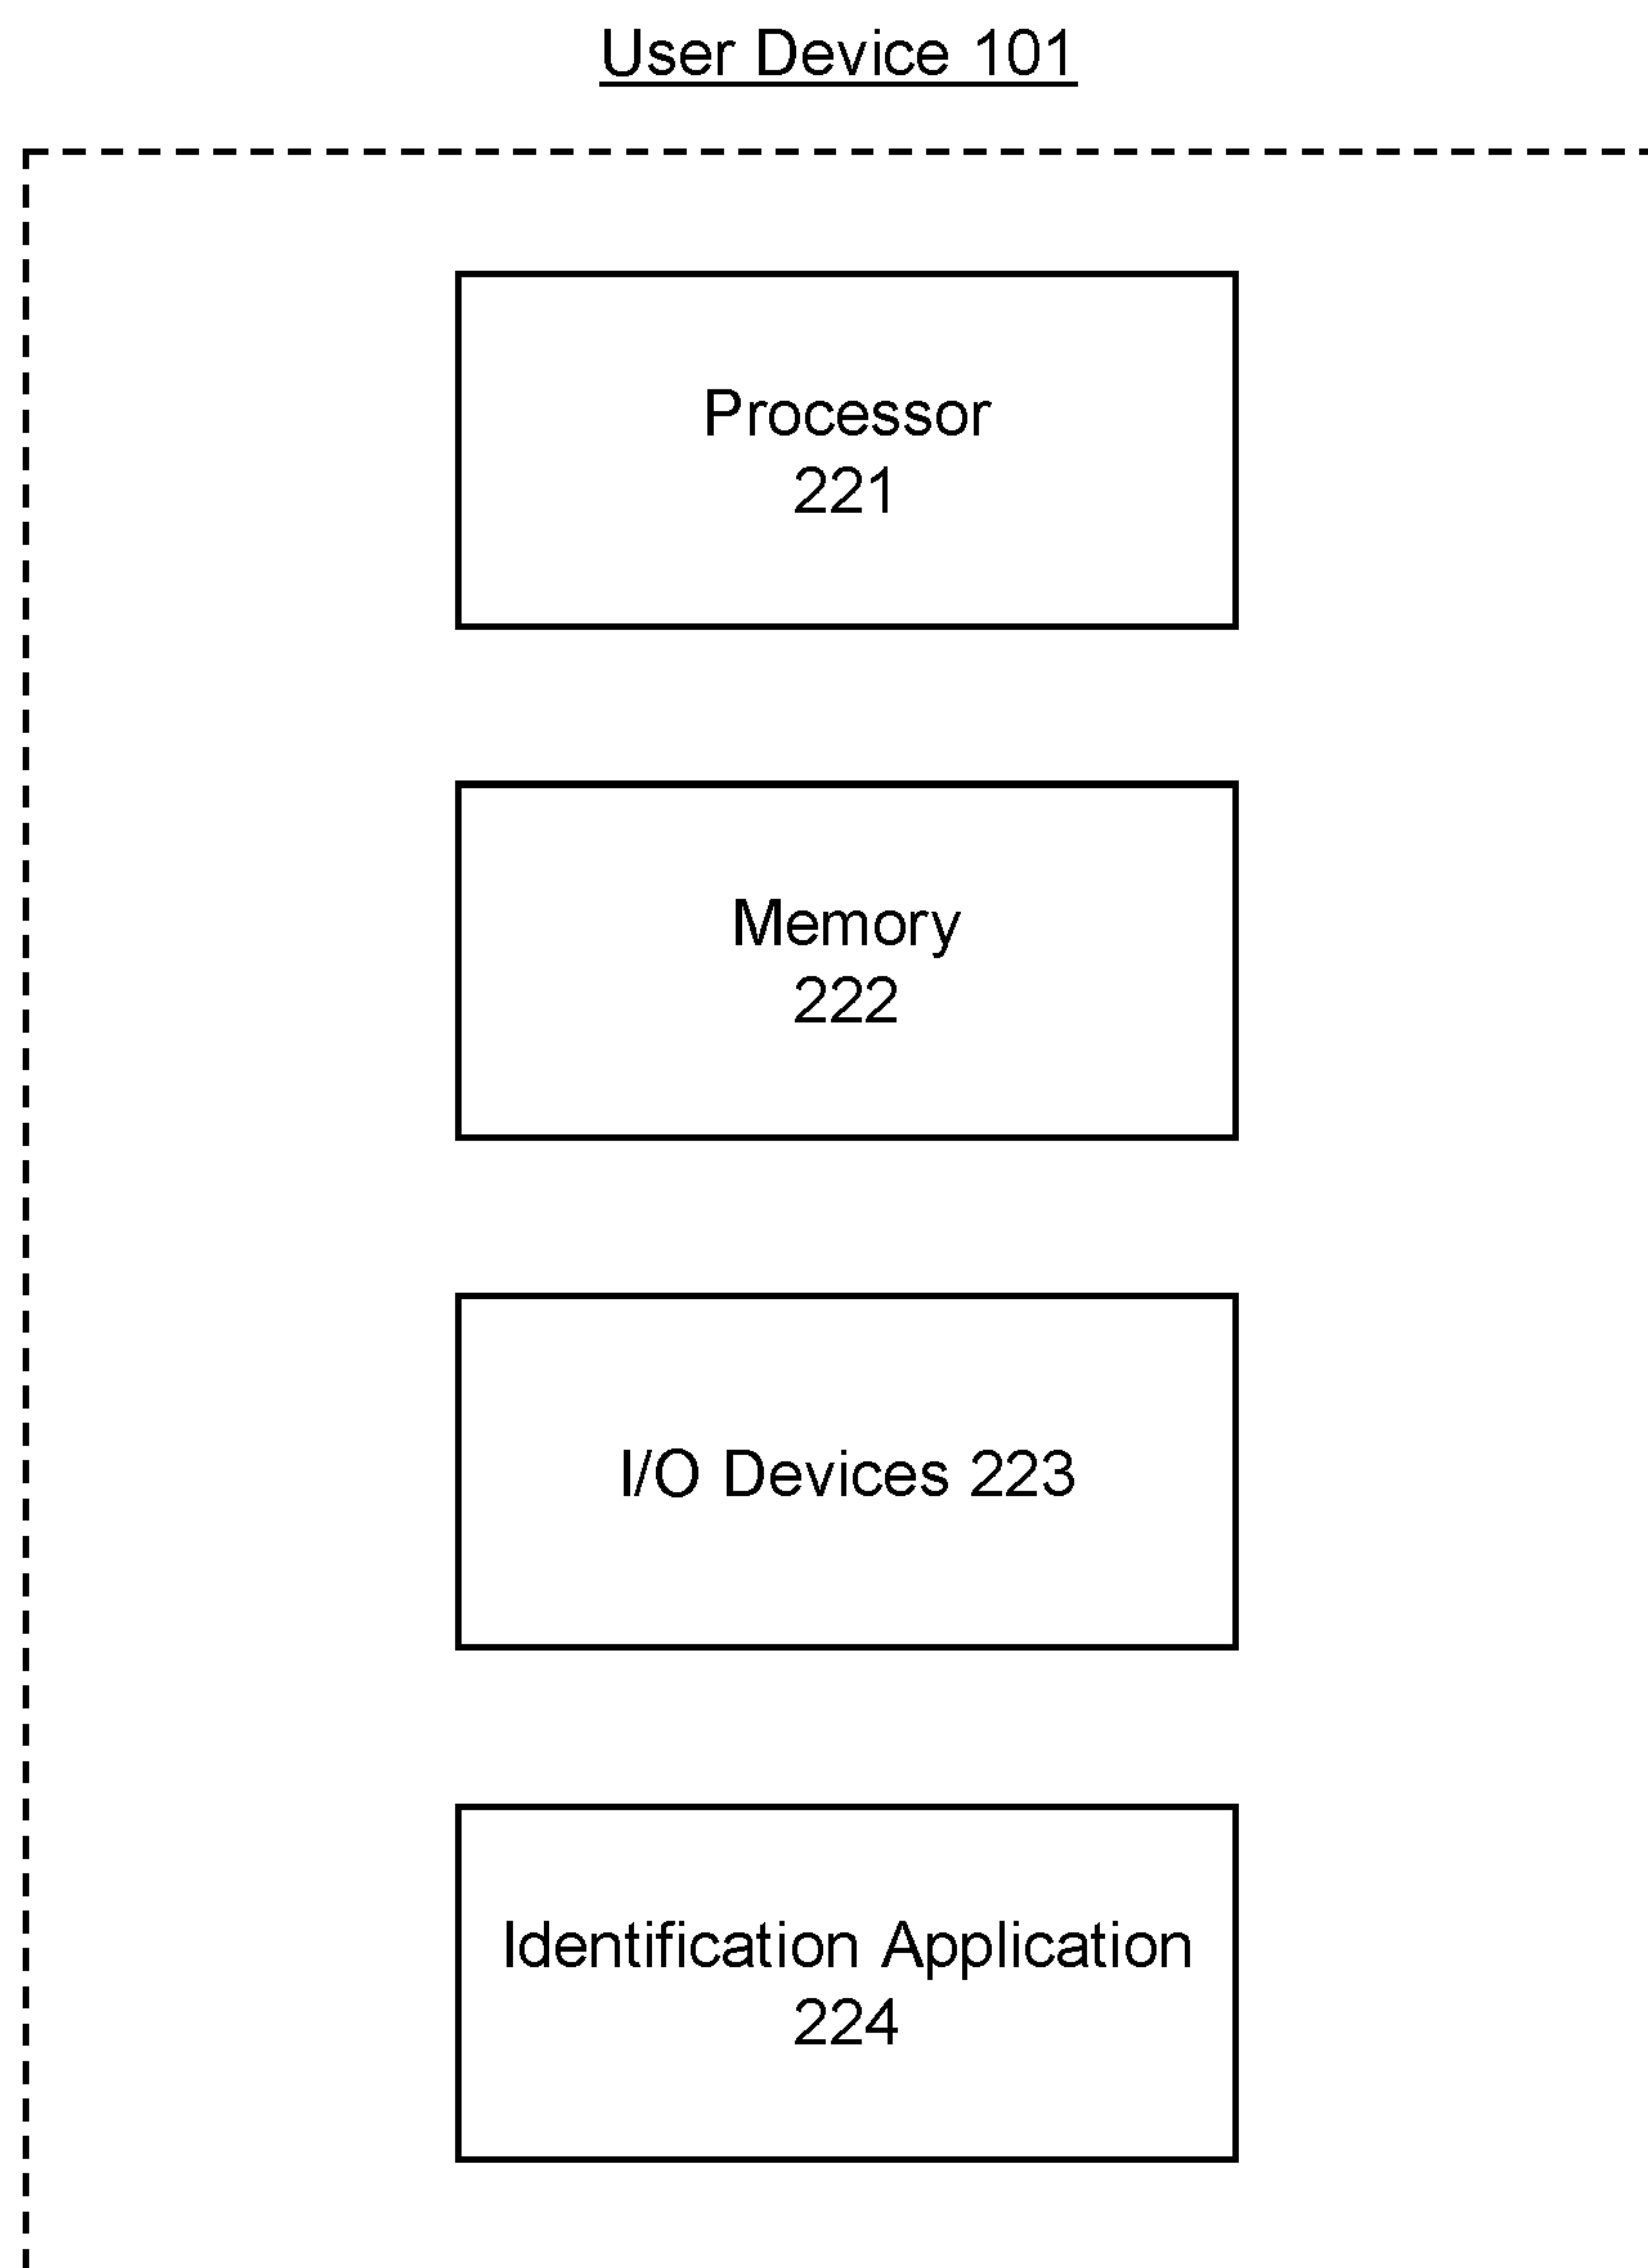 User Device 101
Processor
221
Memory
222
I/O Devices 223
Identification Application
224